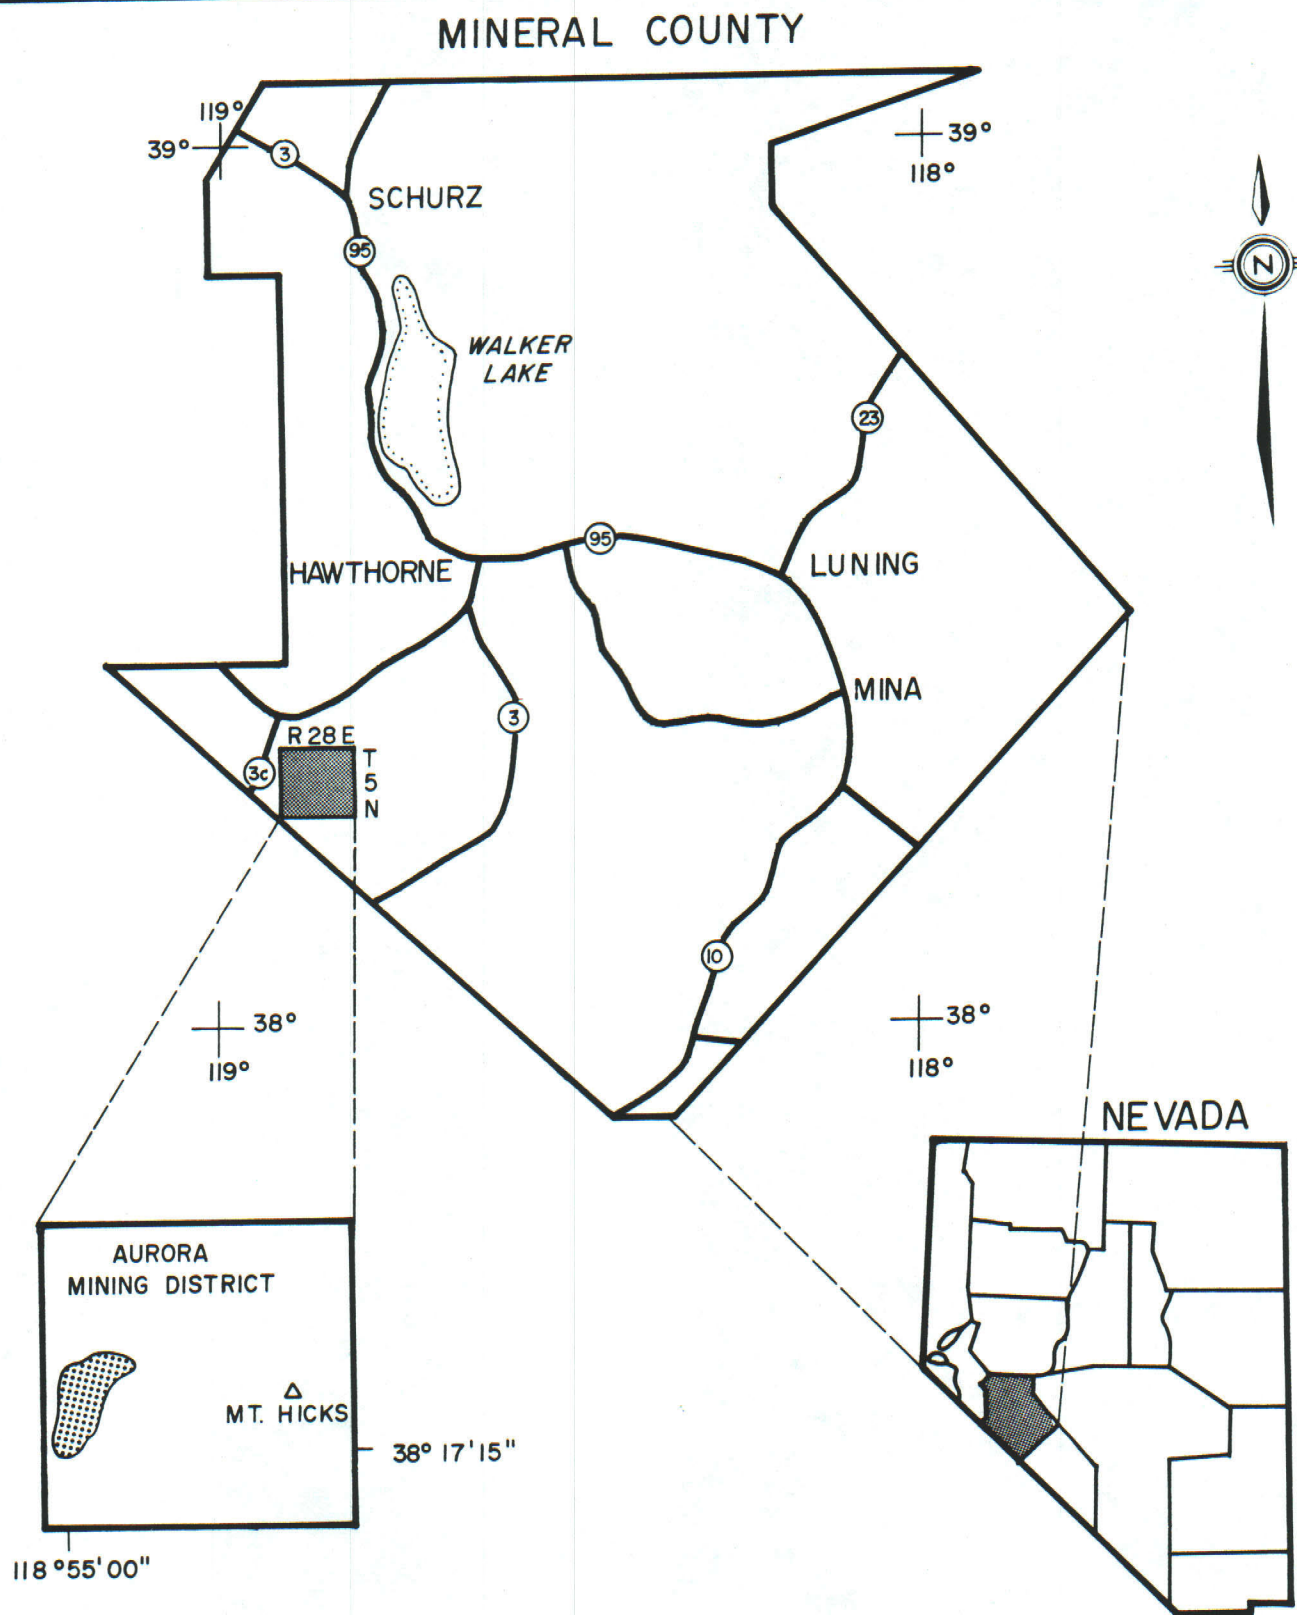 MINERAL COUNTY
119°
39°
3
39°
118°
SCHURZ
95
N
WALKER
LAKE
23
95
HAWTHORNE
LUNING
MINA
3
R 28 E
T
5
N
3c
10
38°
119°
38°
118°
NEVADA
AURORA
MINING DISTRICT
MT. HICKS
38° 17' 15"
118° 55' 00"